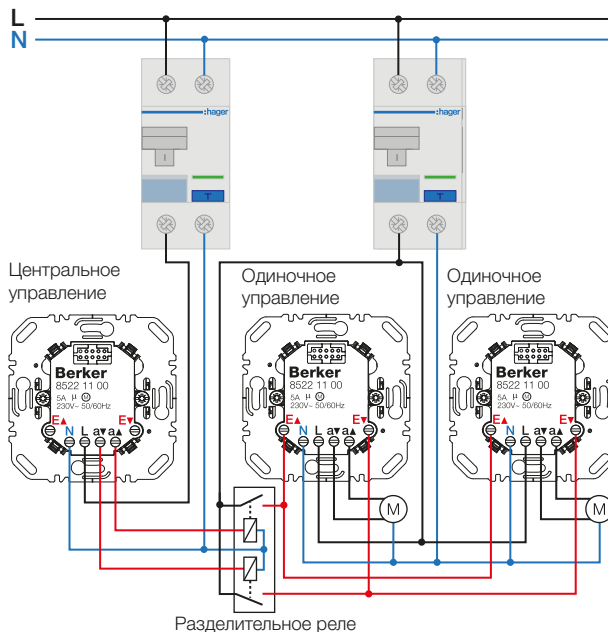 L
N
:hager
I
T
:hager
I
T
Центральное
управление
Одиночное
управление
Одиночное
управление
Berker
8522 11 00
5A µ M
230V~ 50/60Hz
E▲ N L a▼ a▲ E▼
Berker
8522 11 00
5A µ M
230V~ 50/60Hz
E▲ N L a▼ a▲ E▼
Berker
8522 11 00
5A µ M
230V~ 50/60Hz
E▲ N L a▼ a▲ E▼
M
M
Разделительное реле